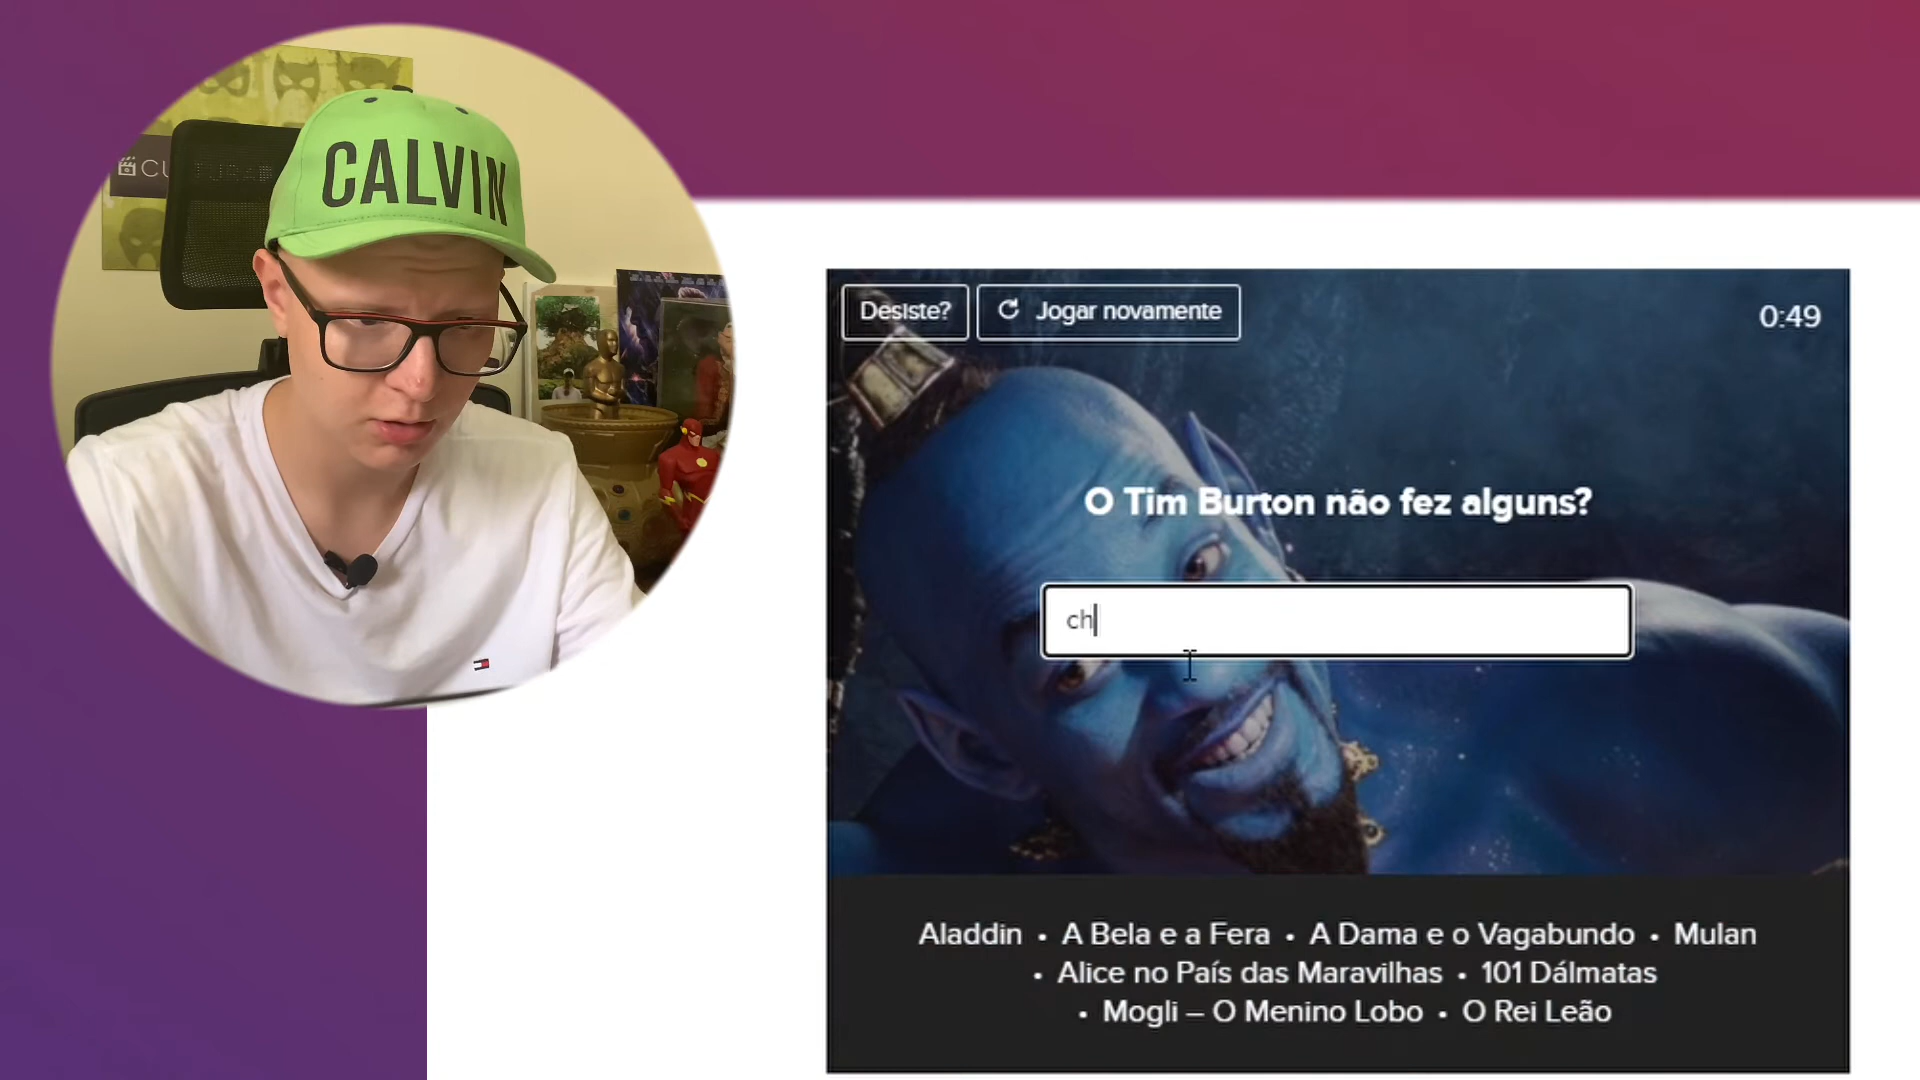 CALVIN
Desiste?
Jogar novamente
0:49
O Tim Burton não fez alguns?
ch
Aladdin • A Bela e a Fera • A Dama e o Vagabundo • Mulan
• Alice no País das Maravilhas • 101 Dálmatas
• Mogli – O Menino Lobo • O Rei Leão